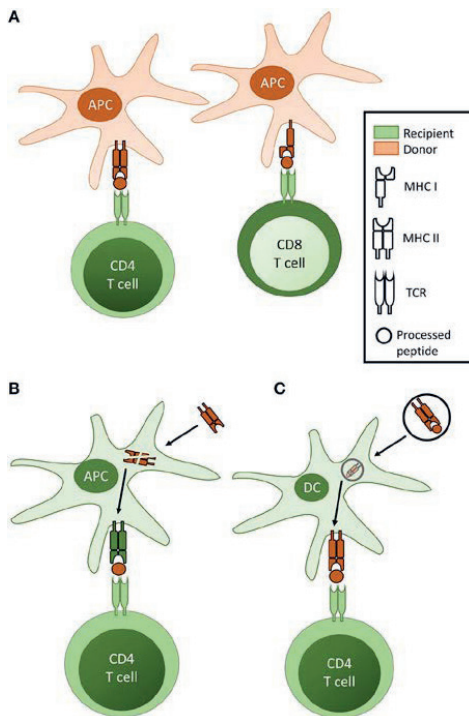 A
APC
APC
CD4
T cell
CD8
T cell
Recipient
Donor
MHC I
MHC II
TCR
Processed
peptide
B
APC
CD4
T cell
C
DC
CD4
T cell